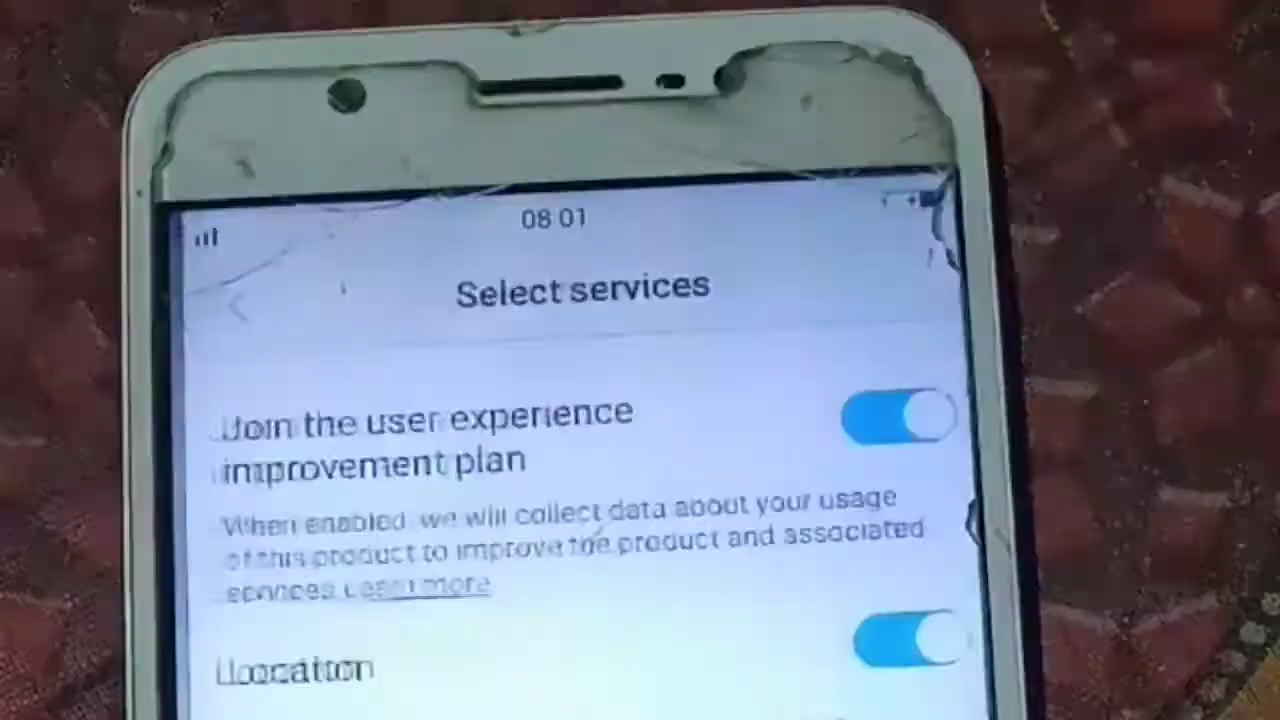 08 01
Select services
Join the user experience
improvement plan
When enabled, we will collect data about your usage
of this product to improve the product and associated
services Learn more
Location